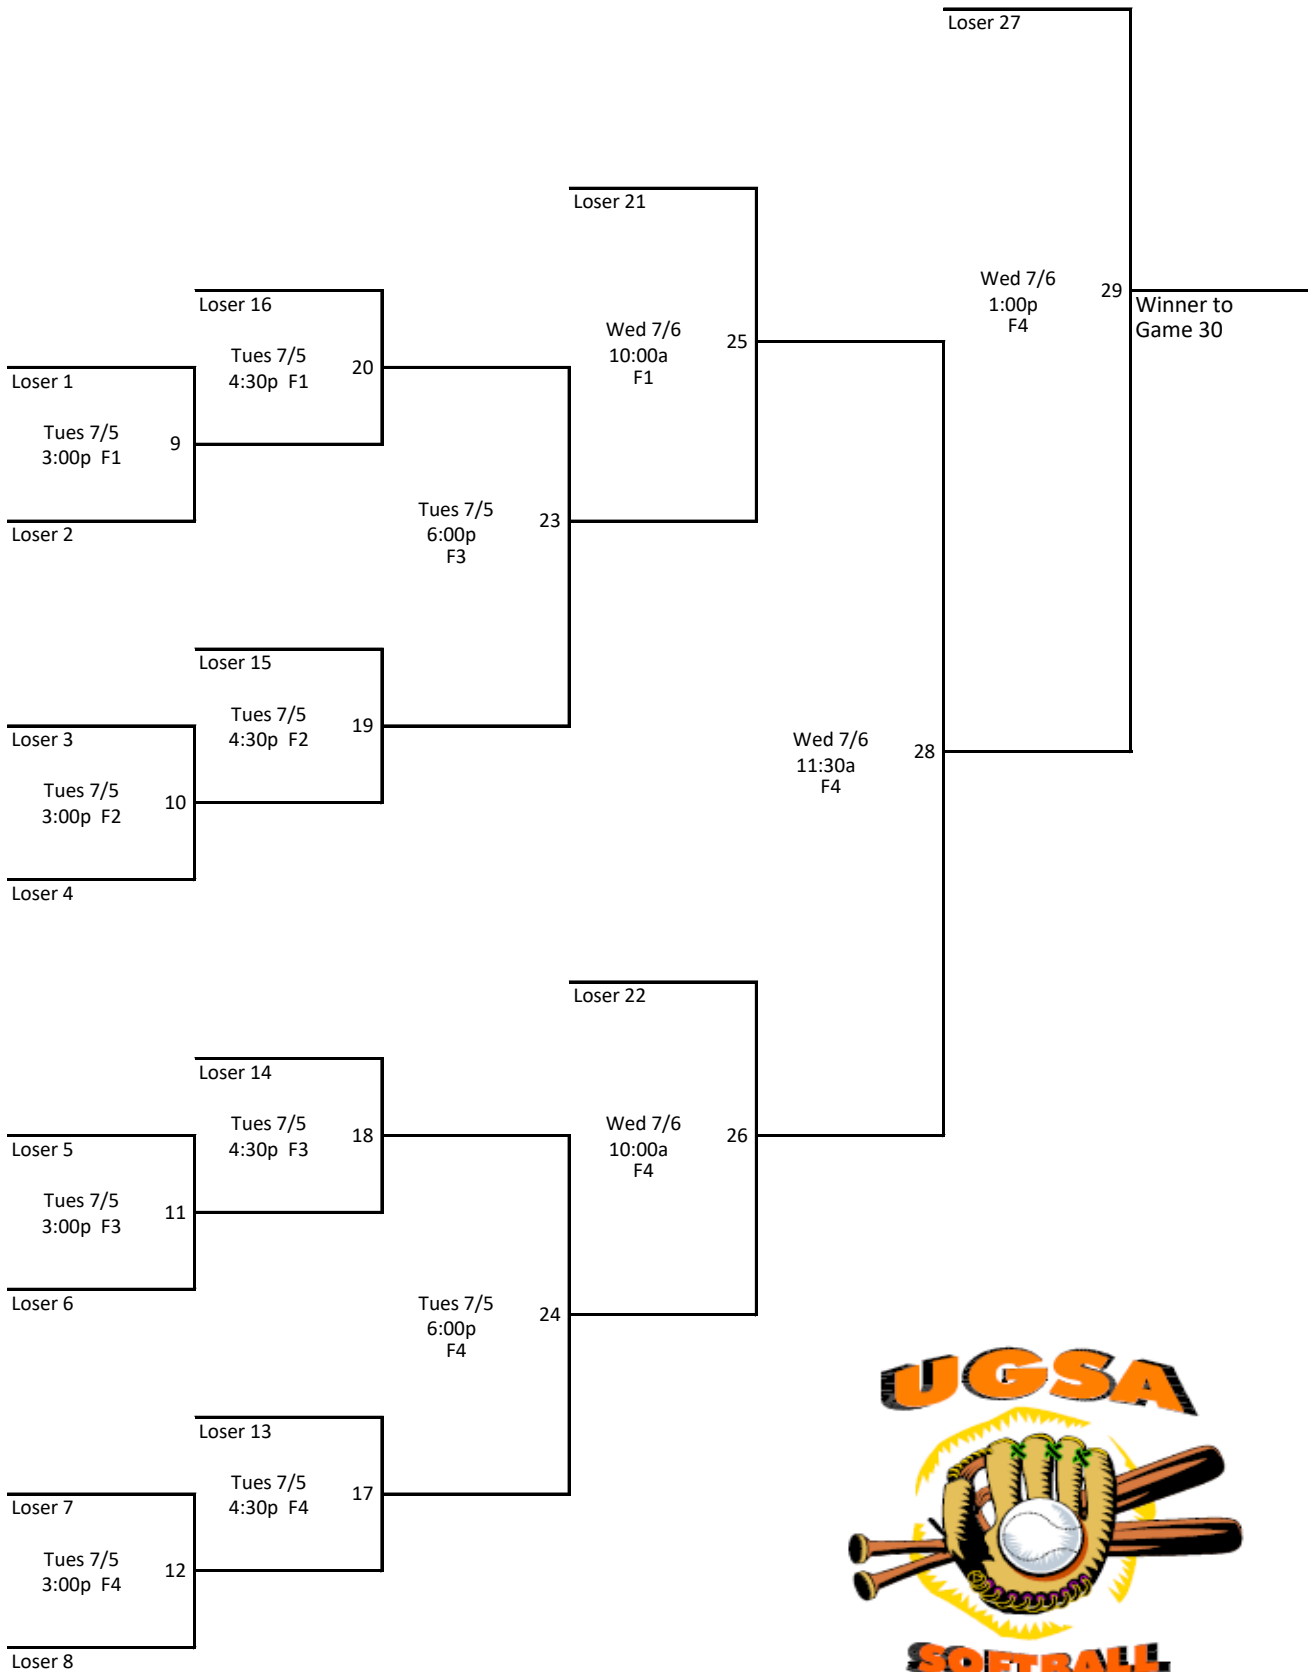 Loser 27
Loser 21
Wed 7/6
1:00p
F4
29
Winner to
Game 30
Loser 16
Wed 7/6
10:00a
F1
25
Tues 7/5
4:30p F1
20
Loser 1
Tues 7/5
3:00p F1
9
Loser 2
Tues 7/5
6:00p
F3
23
Loser 15
Tues 7/5
4:30p F2
19
Loser 3
Tues 7/5
3:00p F2
10
Loser 4
Wed 7/6
11:30a
F4
28
Loser 22
Loser 14
Tues 7/5
4:30p F3
18
Wed 7/6
10:00a
F4
26
Loser 5
Tues 7/5
3:00p F3
11
Loser 6
Tues 7/5
6:00p
F4
24
Loser 13
Tues 7/5
4:30p F4
17
Loser 7
Tues 7/5
3:00p F4
12
Loser 8
UGSA
SOFTBALL